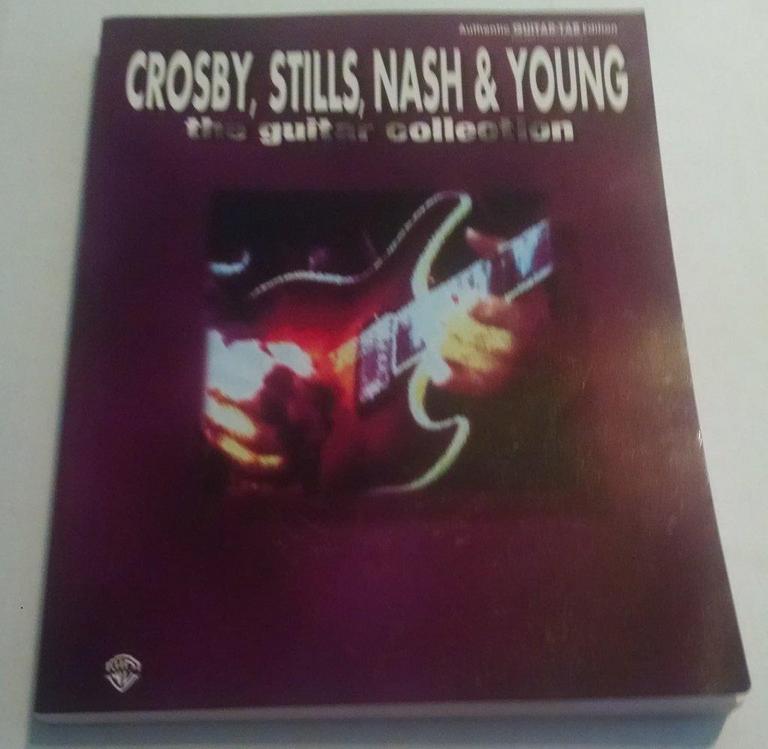 Authentic GUITAR-TAB Edition
CROSBY, STILLS, NASH & YOUNG
the guitar collection